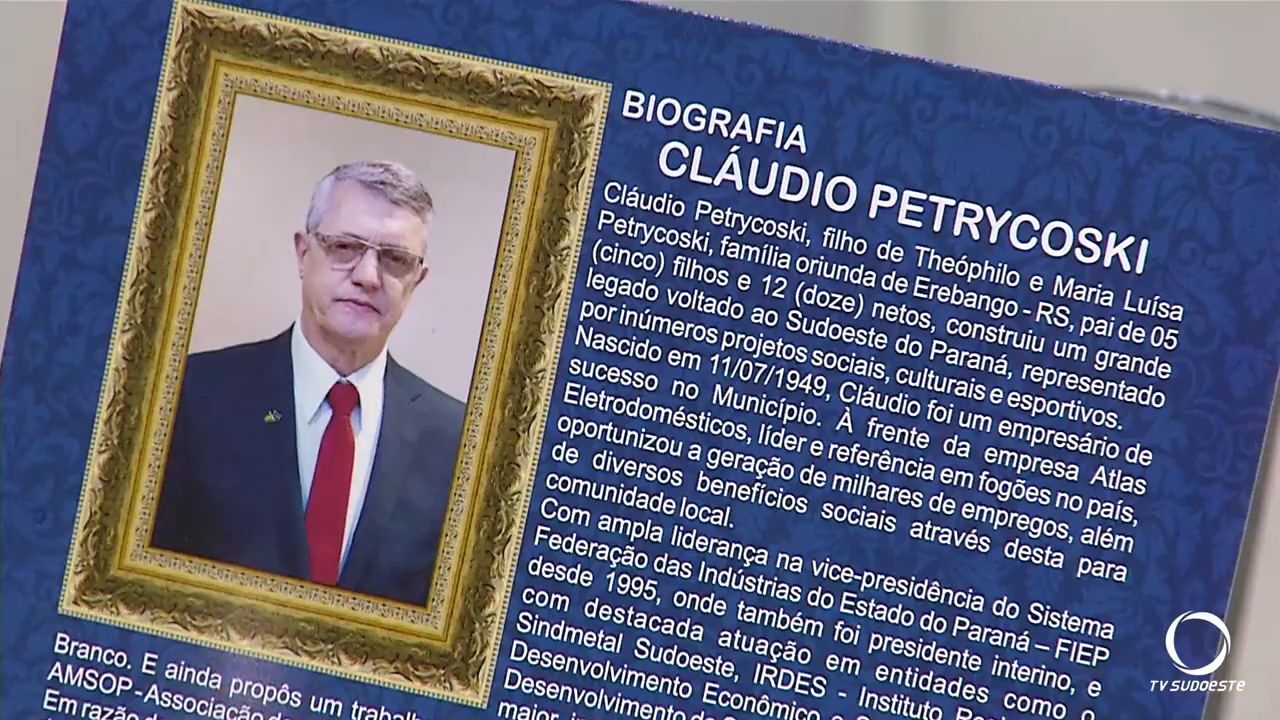 BIOGRAFIA
CLÁUDIO PETRYCOSKI
Cláudio Petrycoski, filho de Theóphilo e Maria Luísa
Petrycoski, família oriunda de Erebango - RS, pai de 05
(cinco) filhos e 12 (doze) netos, construiu um grande
legado voltado ao Sudoeste do Paraná, representado
por inúmeros projetos sociais, culturais e esportivos.
Nascido em 11/07/1949, Cláudio foi um empresário de
sucesso no Município. À frente da empresa Atlas
Eletrodomésticos, líder e referência em fogões no país,
oportunizou a geração de milhares de empregos, além
de diversos benefícios sociais através desta para
comunidade local.
Com ampla liderança na vice-presidência do Sistema
Federação das Indústrias do Estado do Paraná – FIEP
desde 1995, onde também foi presidente interino, e
com destacada atuação em entidades como o
Sindmetal Sudoeste, IRDES - Instituto
Desenvolvimento Econômico e
Desenvolvimento
maior
Branco. E ainda propôs um
AMSOP - Associação
Em razão
TV SUDOESTE